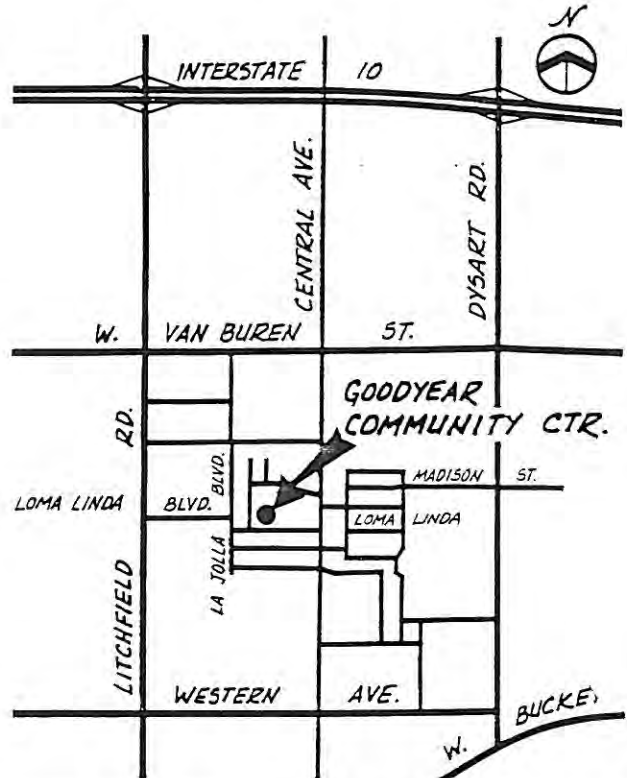 N
INTERSTATE 10
CENTRAL AVE.
DYSART RD.
W. VAN BUREN ST.
GOODYEAR
COMMUNITY CTR.
LITCHFIELD RD.
LA JOLLA BLVD.
MADISON ST.
LOMA LINDA BLVD.
LOMA LINDA
WESTERN AVE.
W. BUCKE